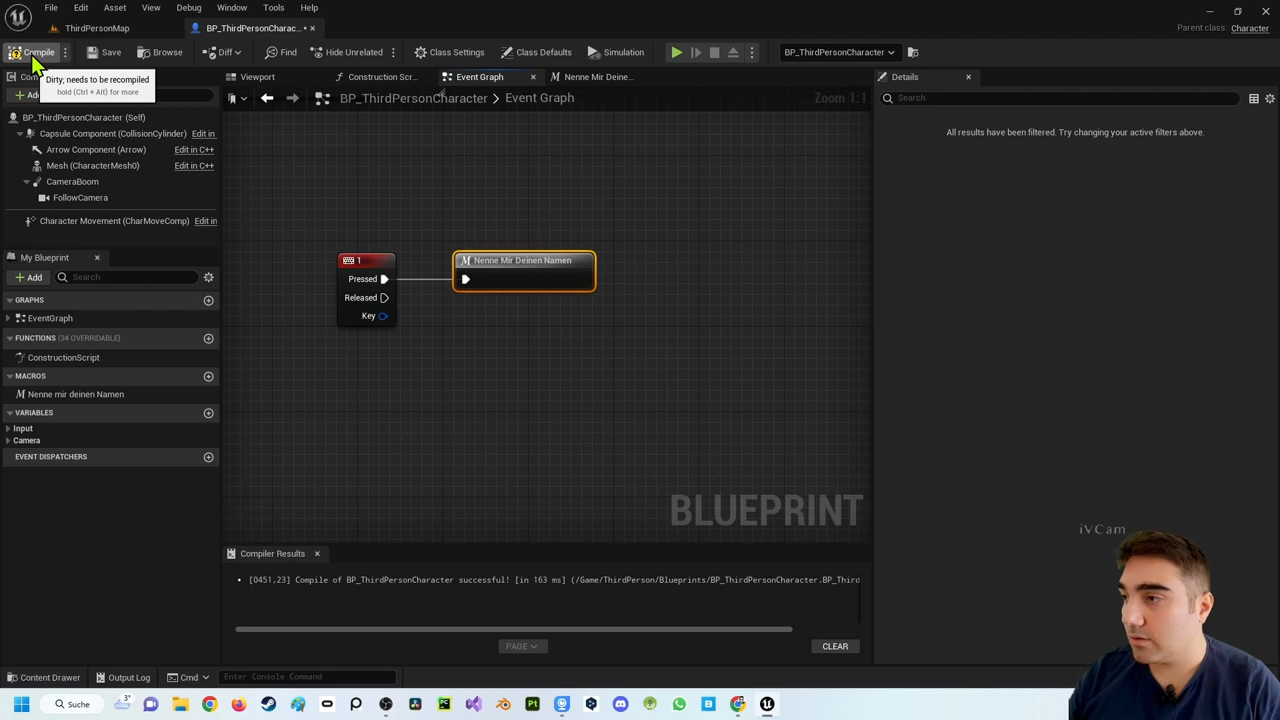 File Edit Asset View Debug Window Tools Help
ThirdPersonMap
BP_ThirdPersonCharac... •
Parent class: Character
Compile
Save
Browse
Diff
Find
Hide Unrelated
Class Settings
Class Defaults
Simulation
BP_ThirdPersonCharacter
Dirty; needs to be recompiled
hold (Ctrl + Alt) for more
Com
Add
BP_ThirdPersonCharacter (Self)
Capsule Component (CollisionCylinder) Edit in
Arrow Component (Arrow) Edit in C++
Mesh (CharacterMesh0) Edit in C++
CameraBoom
FollowCamera
Character Movement (CharMoveComp) Edit in
My Blueprint
Add
Search
GRAPHS
EventGraph
FUNCTIONS (34 OVERRIDABLE)
ConstructionScript
MACROS
Nenne mir deinen Namen
VARIABLES
Input
Camera
EVENT DISPATCHERS
Viewport
Construction Scr...
Event Graph
Nenne Mir Deine...
BP_ThirdPersonCharacter > Event Graph
Zoom 1:1
1
Pressed
Released
Key
Nenne Mir Deinen Namen
BLUEPRINT
Compiler Results
• [0451,23] Compile of BP_ThirdPersonCharacter successful! [in 163 ms] (/Game/ThirdPerson/Blueprints/BP_ThirdPersonCharacter.BP_Third
PAGE
CLEAR
Details
Search
All results have been filtered. Try changing your active filters above.
iVCam
Content Drawer
Output Log
Cmd
Enter Console Command
Suche
3°